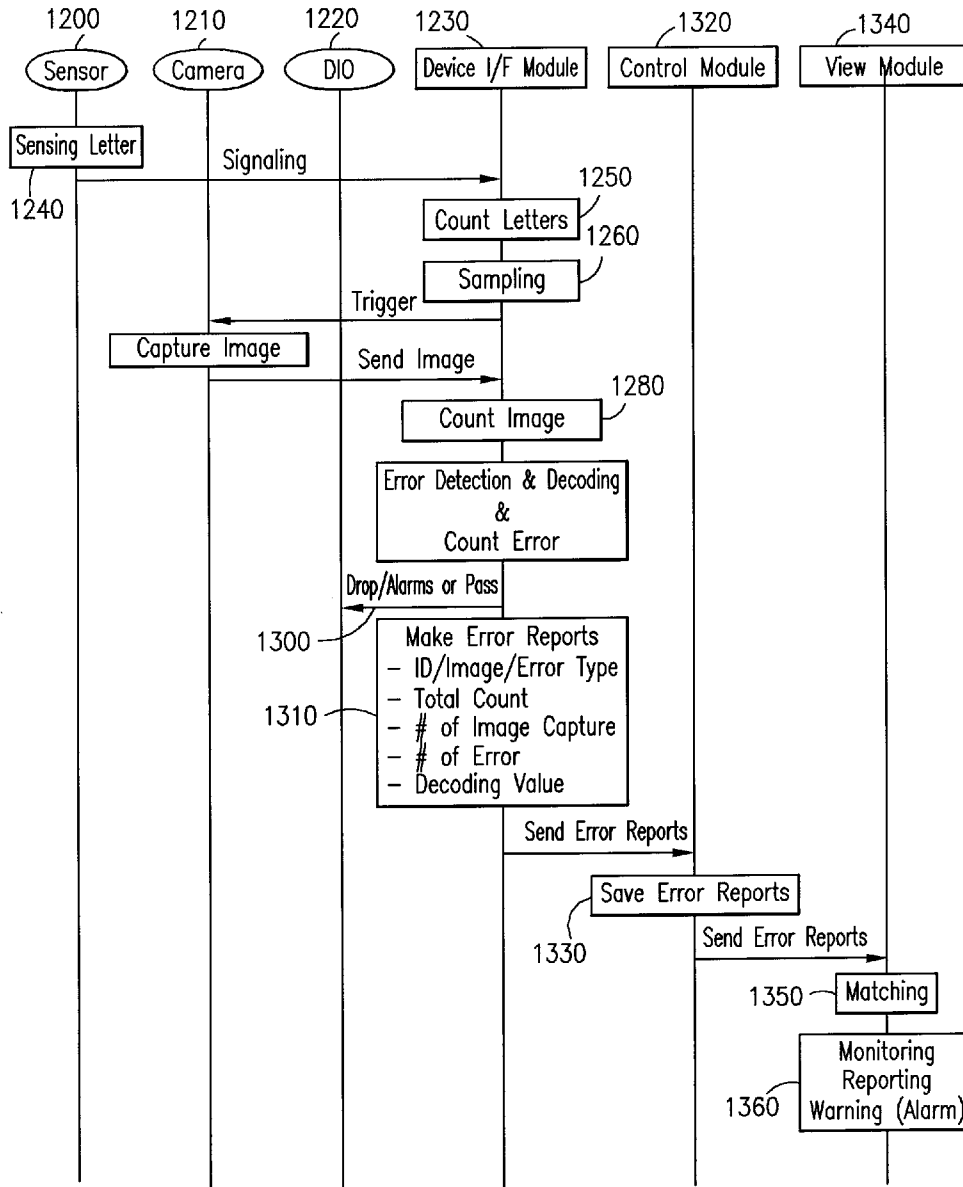 1200 1210 1220 1230 1320 1340
Sensor Camera DIO Device I/F Module Control Module View Module
Sensing Letter
Signaling
1240
1250
Count Letters
1260
Sampling
Trigger
Capture Image
Send Image
1280
Count Image
Error Detection & Decoding
&
Count Error
Drop/Alarms or Pass
1300
Make Error Reports
– ID/Image/Error Type
– Total Count
1310
– # of Image Capture
– # of Error
– Decoding Value
Send Error Reports
Save Error Reports
1330
Send Error Reports
1350
Matching
Monitoring
Reporting
1360
Warning (Alarm)